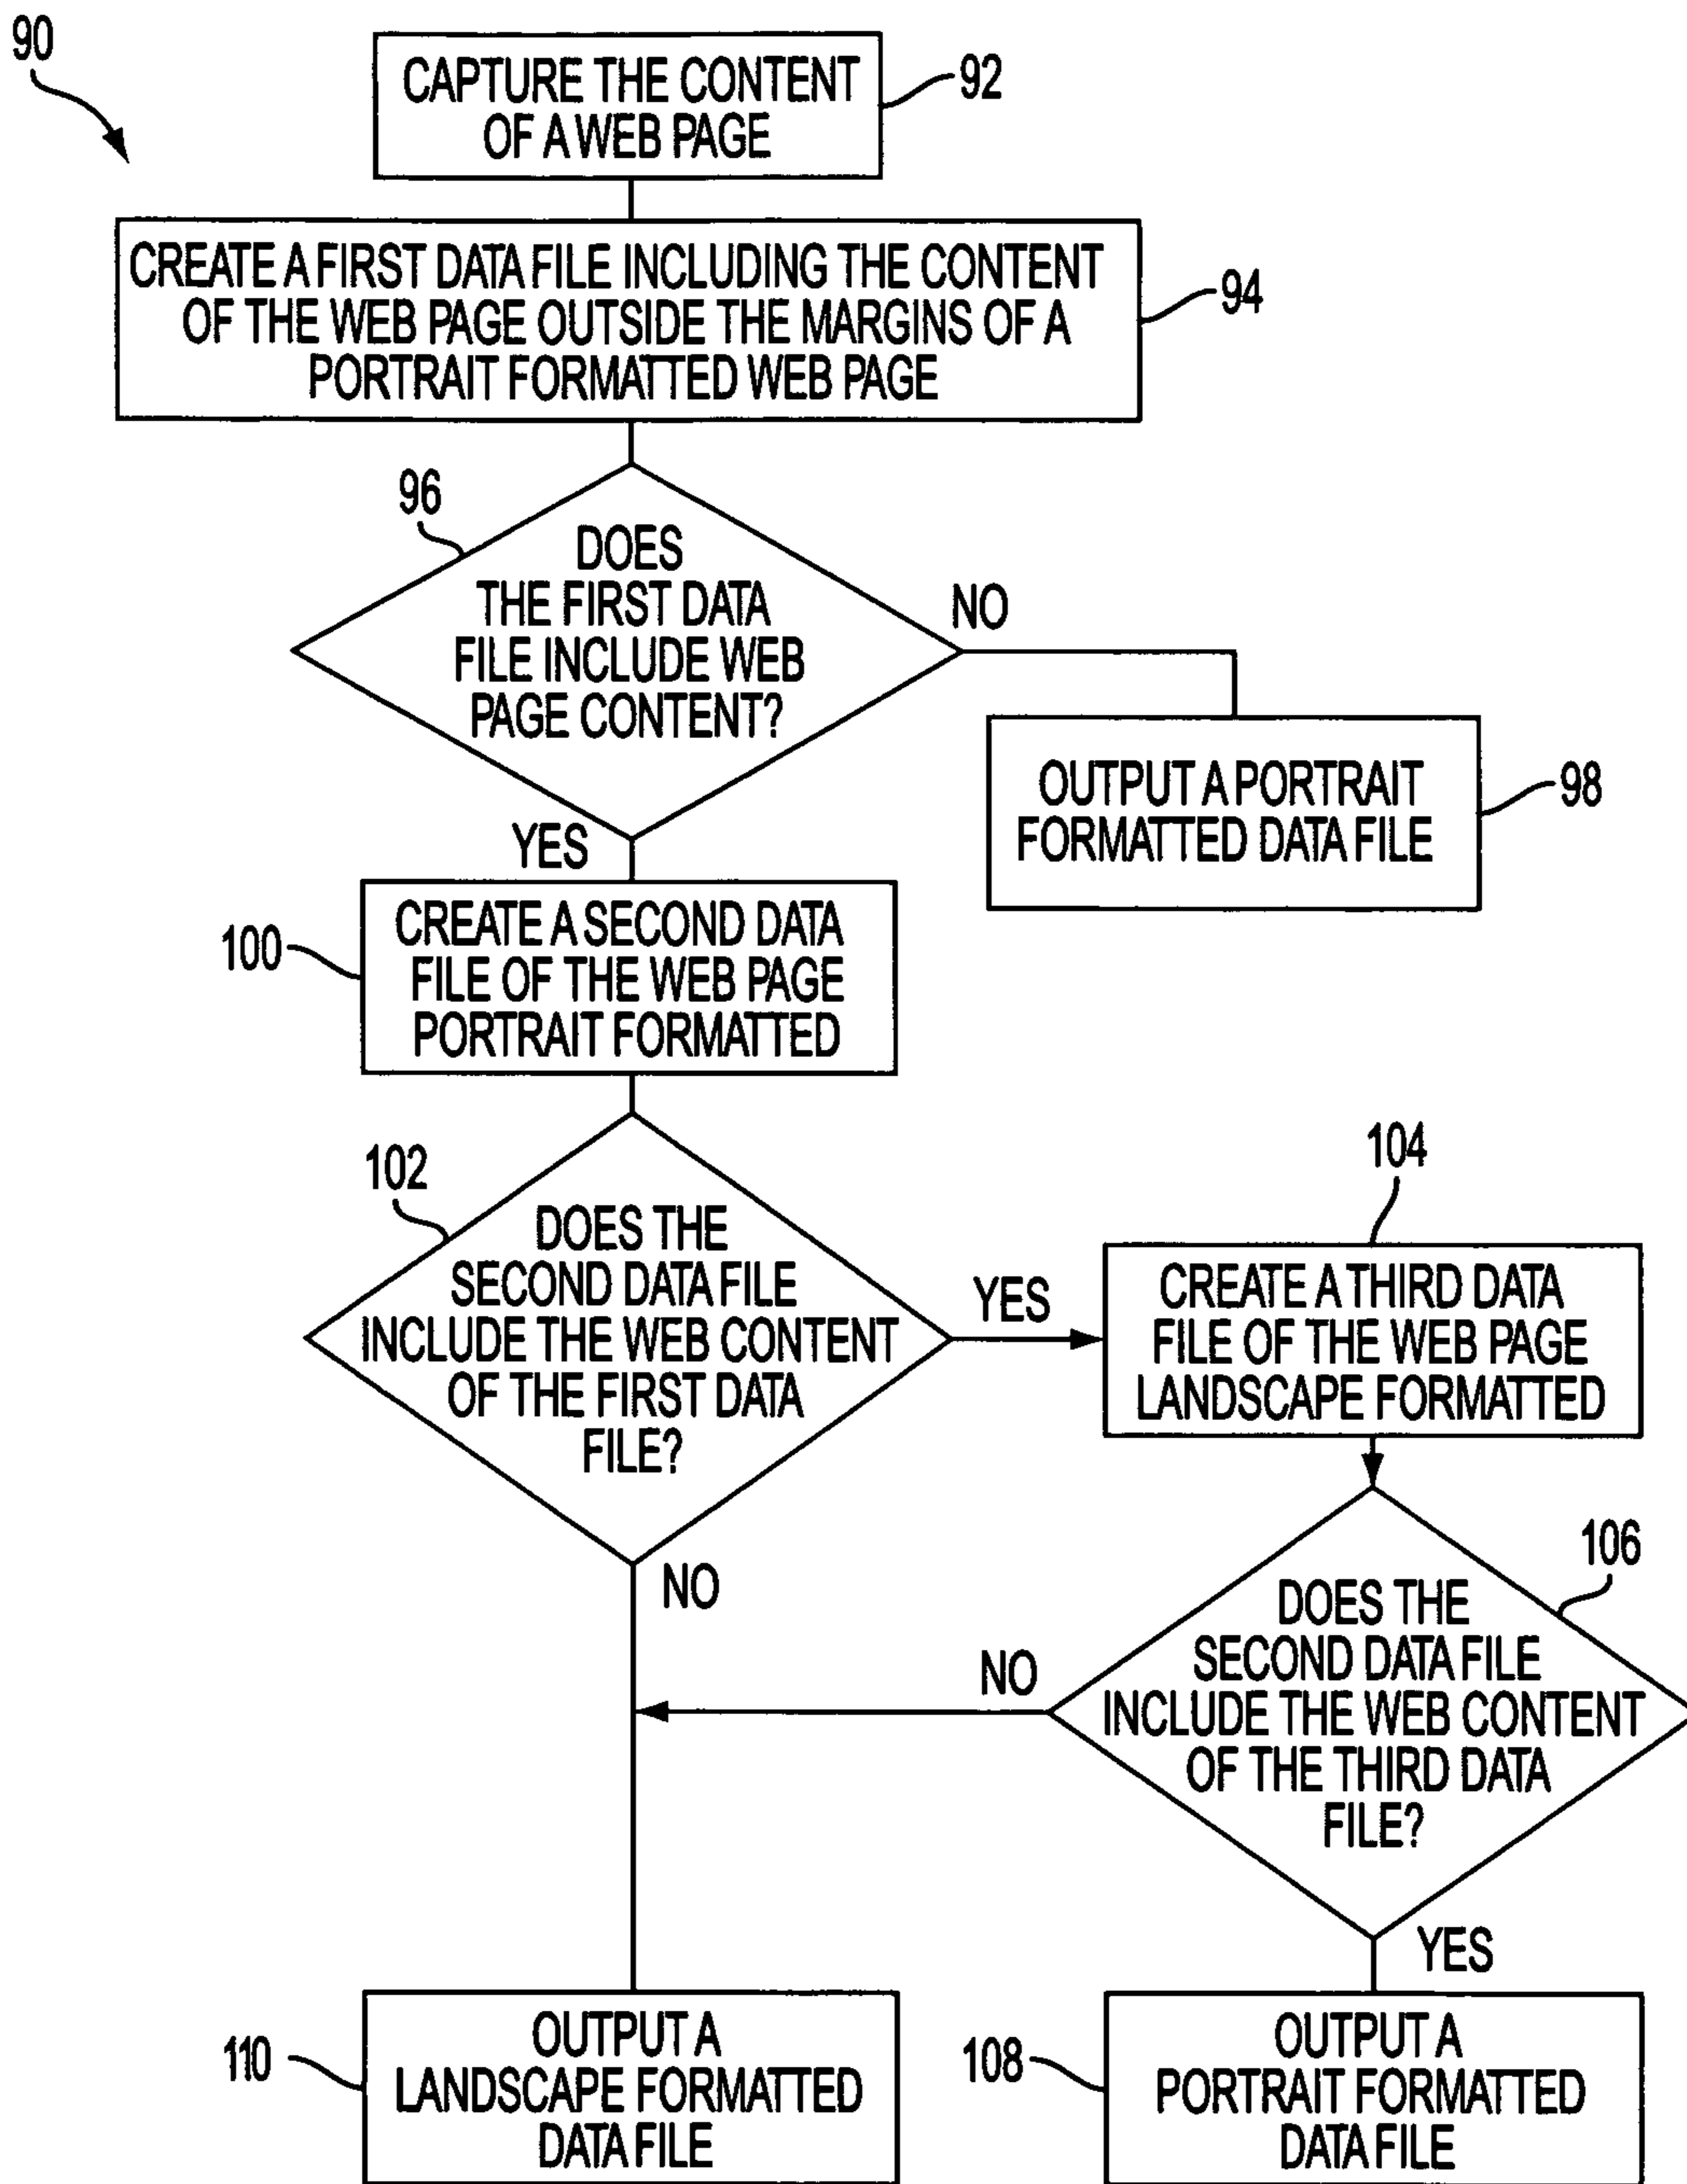 90
CAPTURE THE CONTENT
OF A WEB PAGE
92
CREATE A FIRST DATA FILE INCLUDING THE CONTENT
OF THE WEB PAGE OUTSIDE THE MARGINS OF A
PORTRAIT FORMATTED WEB PAGE
94
96
DOES
THE FIRST DATA
FILE INCLUDE WEB
PAGE CONTENT?
NO
OUTPUT A PORTRAIT
FORMATTED DATA FILE
98
YES
100
CREATE A SECOND DATA
FILE OF THE WEB PAGE
PORTRAIT FORMATTED
102
DOES THE
SECOND DATA FILE
INCLUDE THE WEB CONTENT
OF THE FIRST DATA
FILE?
YES
104
CREATE A THIRD DATA
FILE OF THE WEB PAGE
LANDSCAPE FORMATTED
NO
106
DOES THE
SECOND DATA FILE
INCLUDE THE WEB CONTENT
OF THE THIRD DATA
FILE?
NO
YES
110
OUTPUT A
LANDSCAPE FORMATTED
DATA FILE
108
OUTPUT A
PORTRAIT FORMATTED
DATA FILE